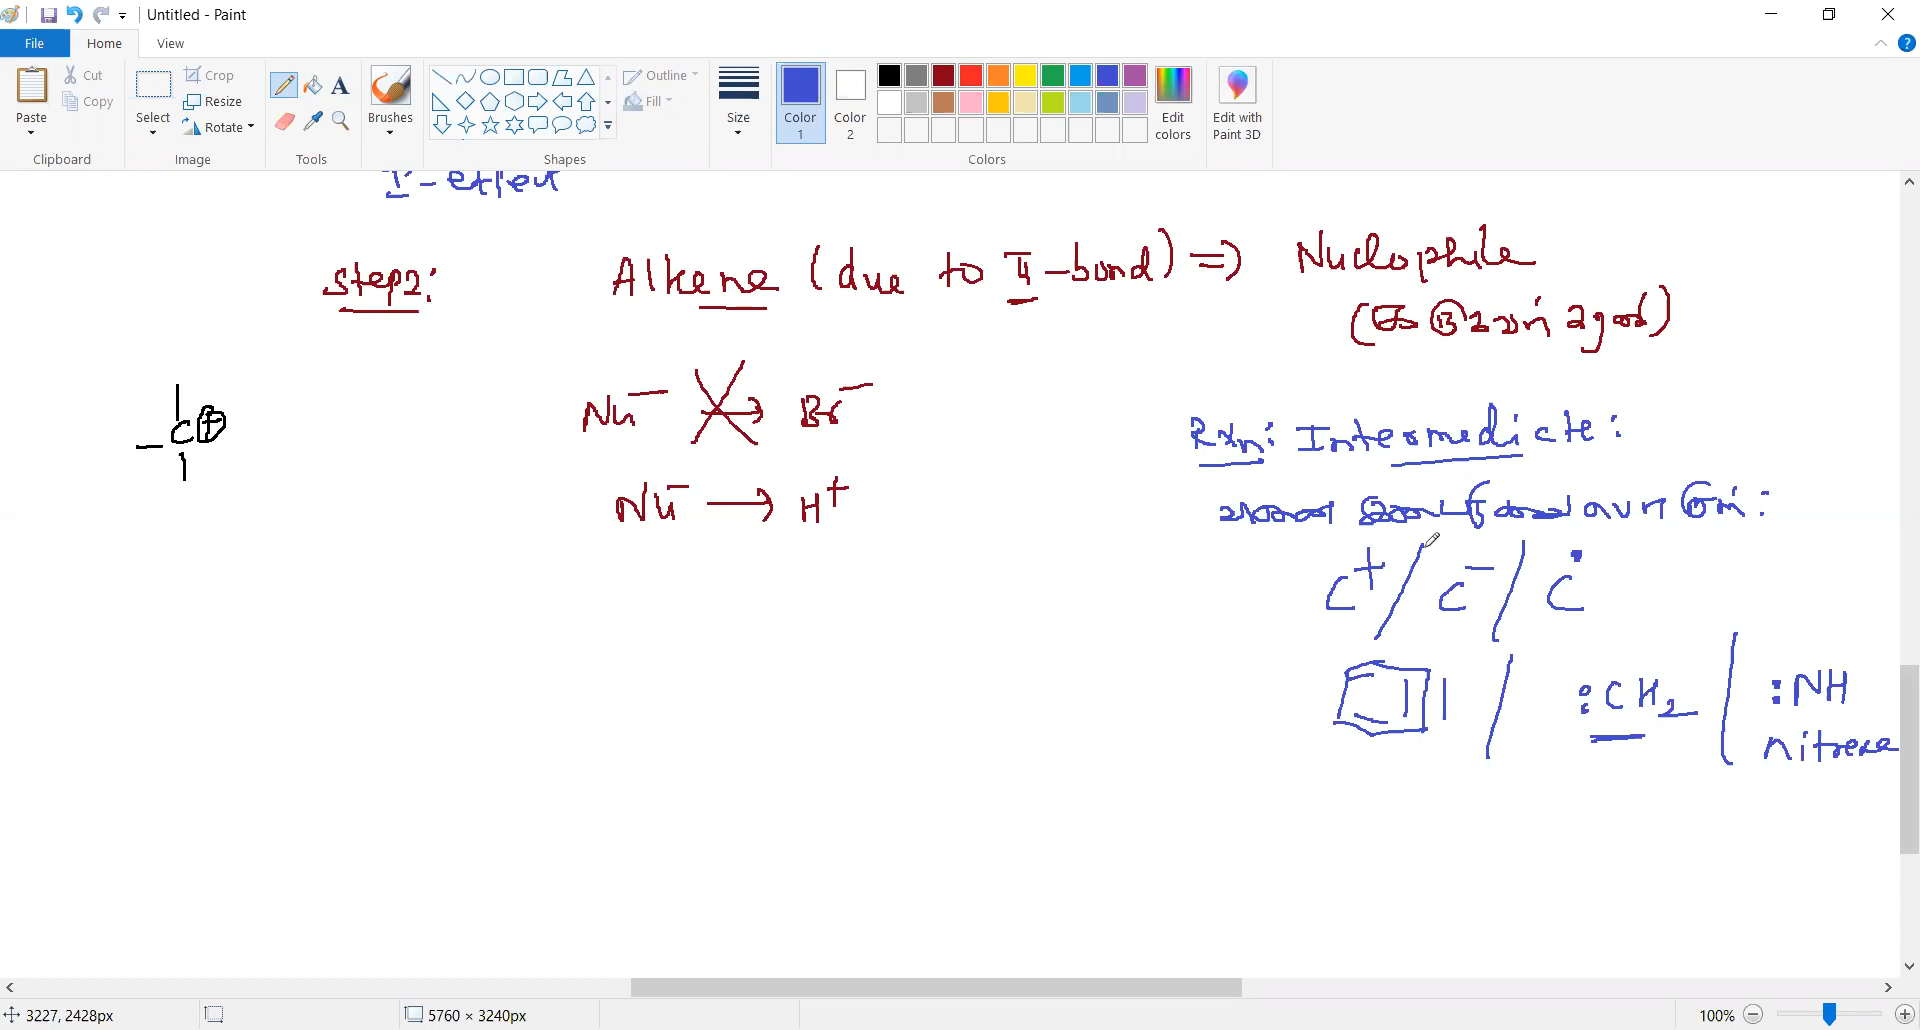 Untitled - Paint
File Home View
Paste
Cut
Copy
Clipboard
Select
Crop
Resize
Rotate
Image
Tools
Brushes
Outline
Fill
Shapes
Size
Color 1
Color 2
Edit colors
Colors
Edit with Paint 3D
I - effect
Step2: Alkene (due to π-bond) ⇒ Nuclophile
Nu⁻ → Br⁻
Nu⁻ → H⁺
C⊕
Rxn: Intermediate:
C⁺ / C⁻ / C•
:CH₂ | :NH
nitrene
3227, 2428px
5760 × 3240px
100%